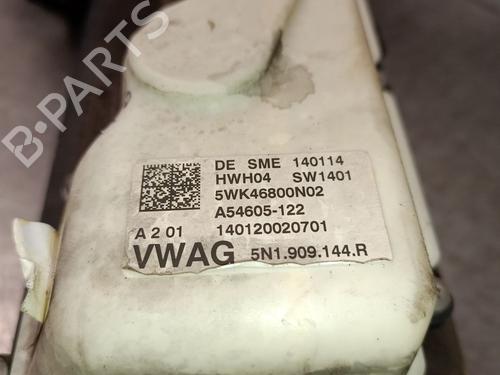 B-PARTS
DE SME 140114
HWH04 SW1401
5WK46800N02
A54605-122
A 2 01 140120020701
VWAG 5N1.909.144.R